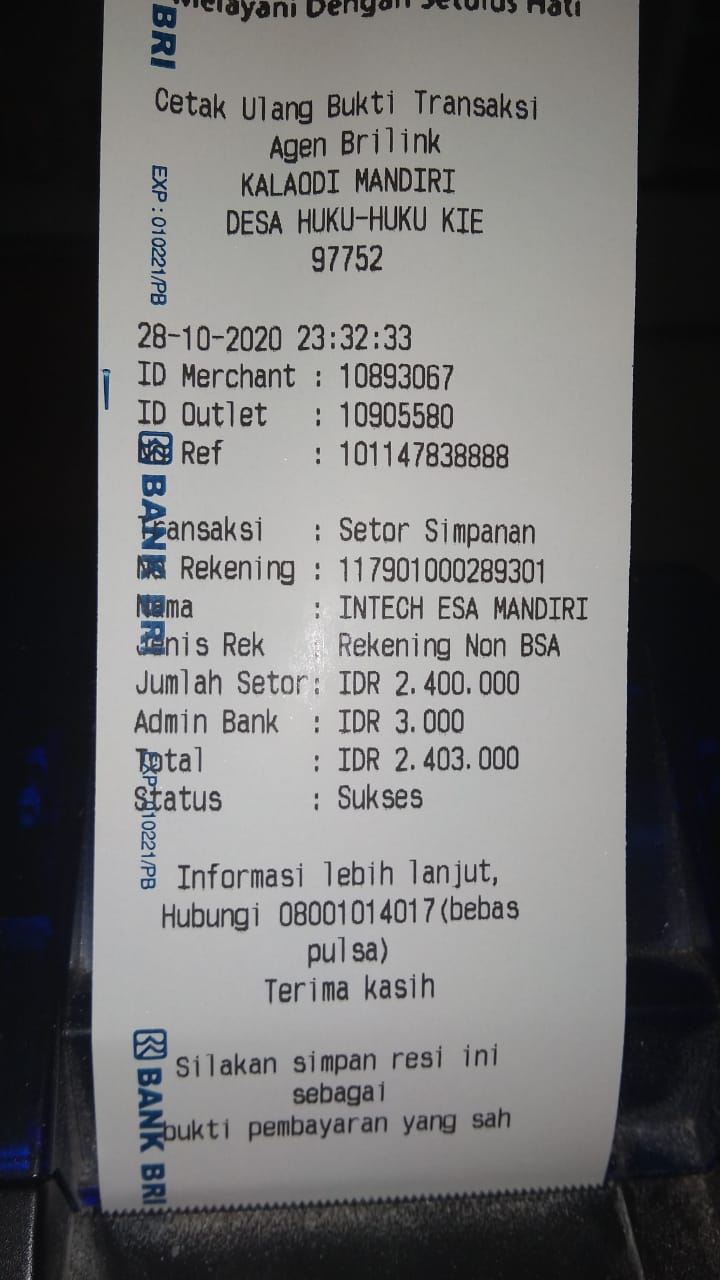 Melayani Dengan Setulus Hati
BRI
Cetak Ulang Bukti Transaksi
Agen Brilink
KALAODI MANDIRI
DESA HUKU-HUKU KIE
97752
EXP : 010221/PB
28-10-2020 23:32:33
ID Merchant : 10893067
ID Outlet : 10905580
No Ref : 101147838888
BANK BRI
Transaksi : Setor Simpanan
No Rekening : 117901000289301
Nama : INTECH ESA MANDIRI
Jenis Rek : Rekening Non BSA
Jumlah Setor: IDR 2.400.000
Admin Bank : IDR 3.000
Total : IDR 2.403.000
Status : Sukses
EXP : 010221/PB
Informasi lebih lanjut,
Hubungi 08001014017(bebas
pulsa)
Terima kasih
BANK BRI
Silakan simpan resi ini
sebagai
bukti pembayaran yang sah